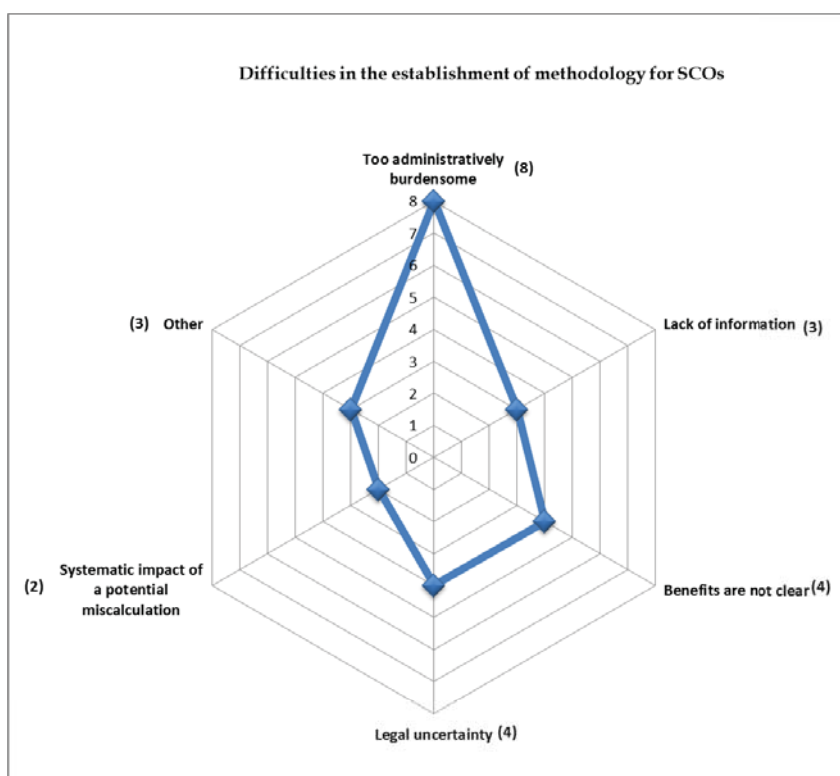 Difficulties in the establishment of methodology for SCOs
Too administratively (8)
burdensome
8
7
6
5
4
3
2
1
0
Lack of information (3)
(3) Other
Benefits are not clear (4)
(2) Systematic impact of
a potential
miscalculation
Legal uncertainty (4)